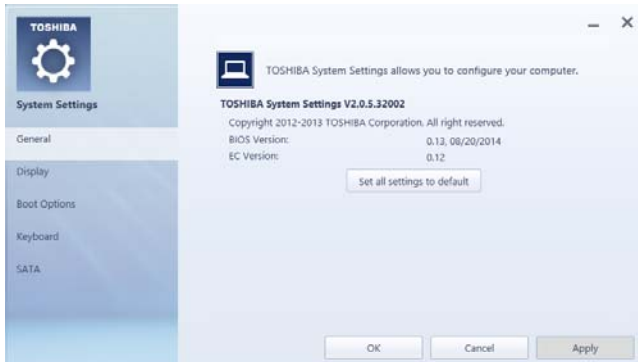 TOSHIBA
System Settings
General
Display
Boot Options
Keyboard
SATA
TOSHIBA System Settings allows you to configure your computer.
TOSHIBA System Settings V2.0.5.32002
Copyright 2012-2013 TOSHIBA Corporation. All right reserved.
BIOS Version: 0.13, 08/20/2014
EC Version: 0.12
Set all settings to default
OK Cancel Apply